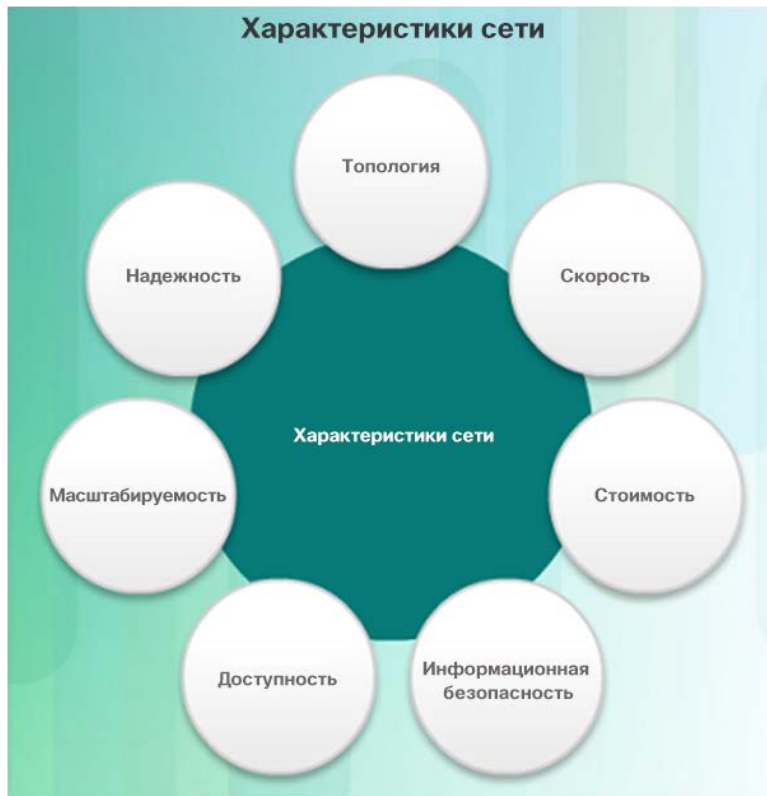 Характеристики сети
Топология
Надежность
Скорость
Характеристики сети
Масштабируемость
Стоимость
Доступность
Информационная
безопасность